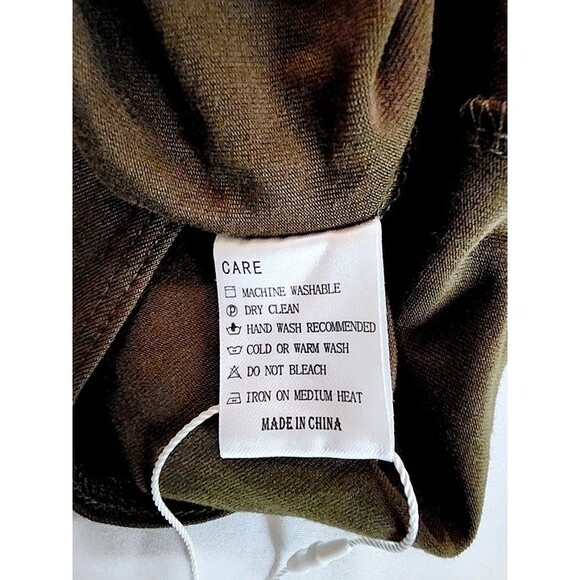 CARE
MACHINE WASHABLE
Ⓟ DRY CLEAN
HAND WASH RECOMMENDED
COLD OR WARM WASH
DO NOT BLEACH
IRON ON MEDIUM HEAT
MADE IN CHINA